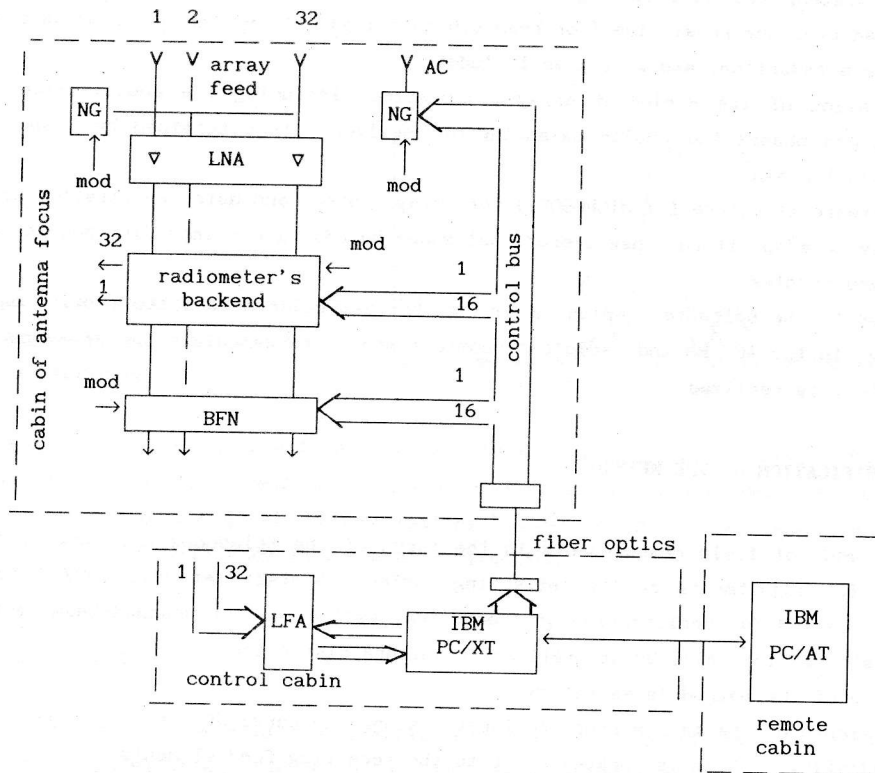 1 2 32
array feed
AC
NG
NG
LNA
mod
mod
32
1
radiometer's backend
mod
1
16
control bus
cabin of antenna focus
mod
BFN
1
16
fiber optics
1 32
LFA
IBM PC/XT
control cabin
IBM PC/AT
remote cabin